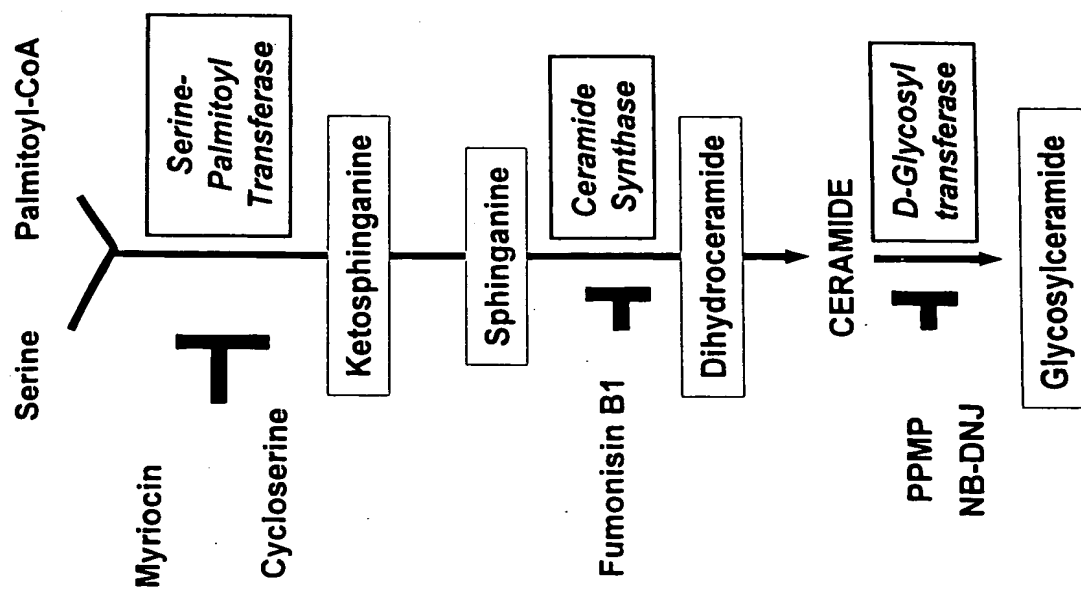 Serine
Palmitoyl-CoA
Myriocin
Cycloserine
Serine-
Palmitoyl
Transferase
Ketosphinganine
Sphinganine
Fumonisin B1
Ceramide
Synthase
Dihydroceramide
CERAMIDE
PPMP
NB-DNJ
D-Glycosyl
transferase
Glycosylceramide